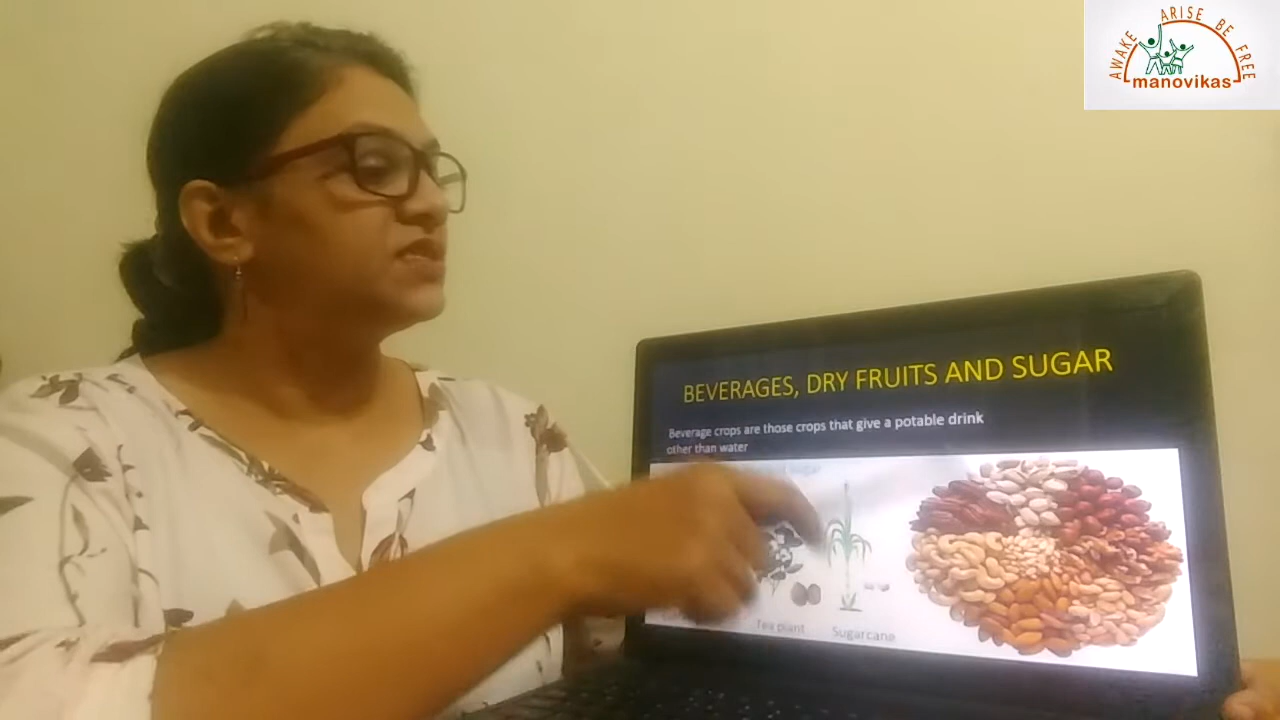 AWAKE ARISE BE FREE
manovikas
BEVERAGES, DRY FRUITS AND SUGAR
Beverage crops are those crops that give a potable drink
other than water
sugar
Tea plant
Sugarcane